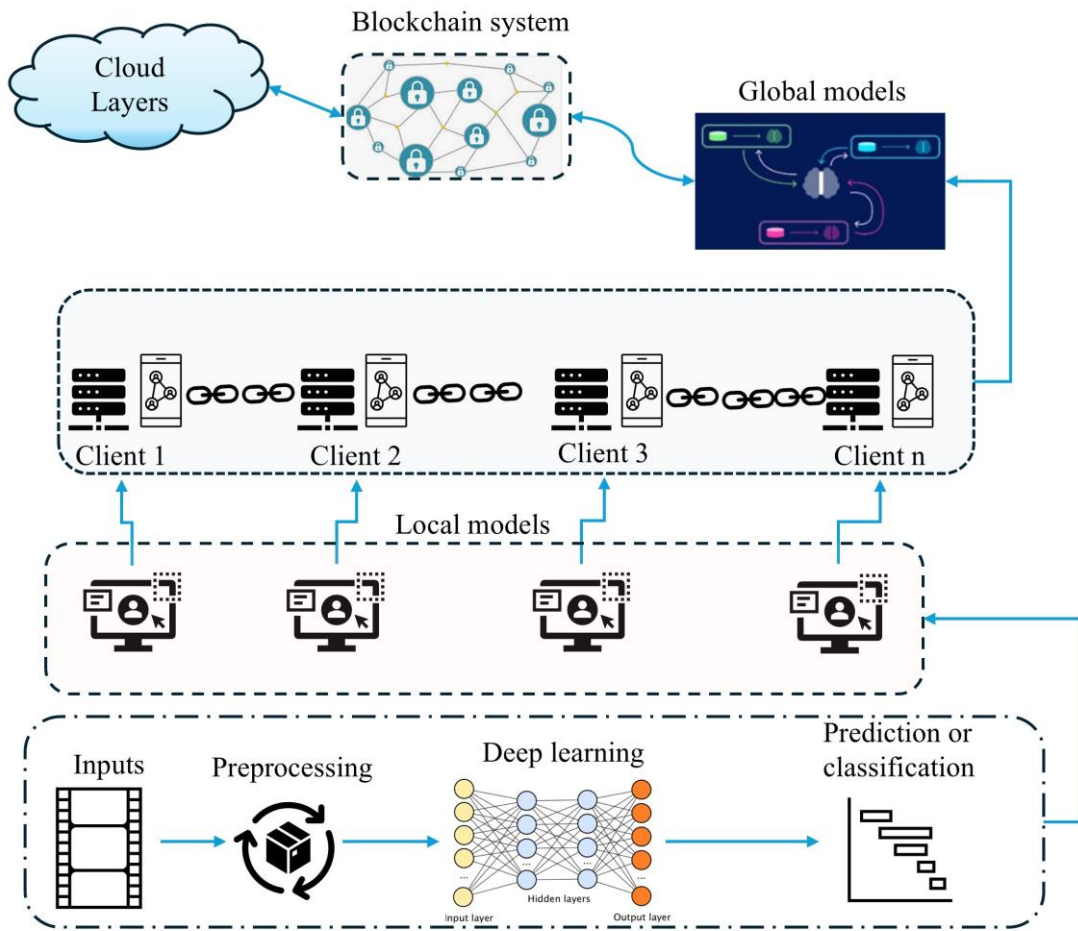 Blockchain system
Cloud
Layers
Global models
Client 1
Client 2
Client 3
Client n
Local models
Inputs
Preprocessing
Deep learning
Prediction or
classification
...
...
...
...
Input layer
Hidden layers
Output layer